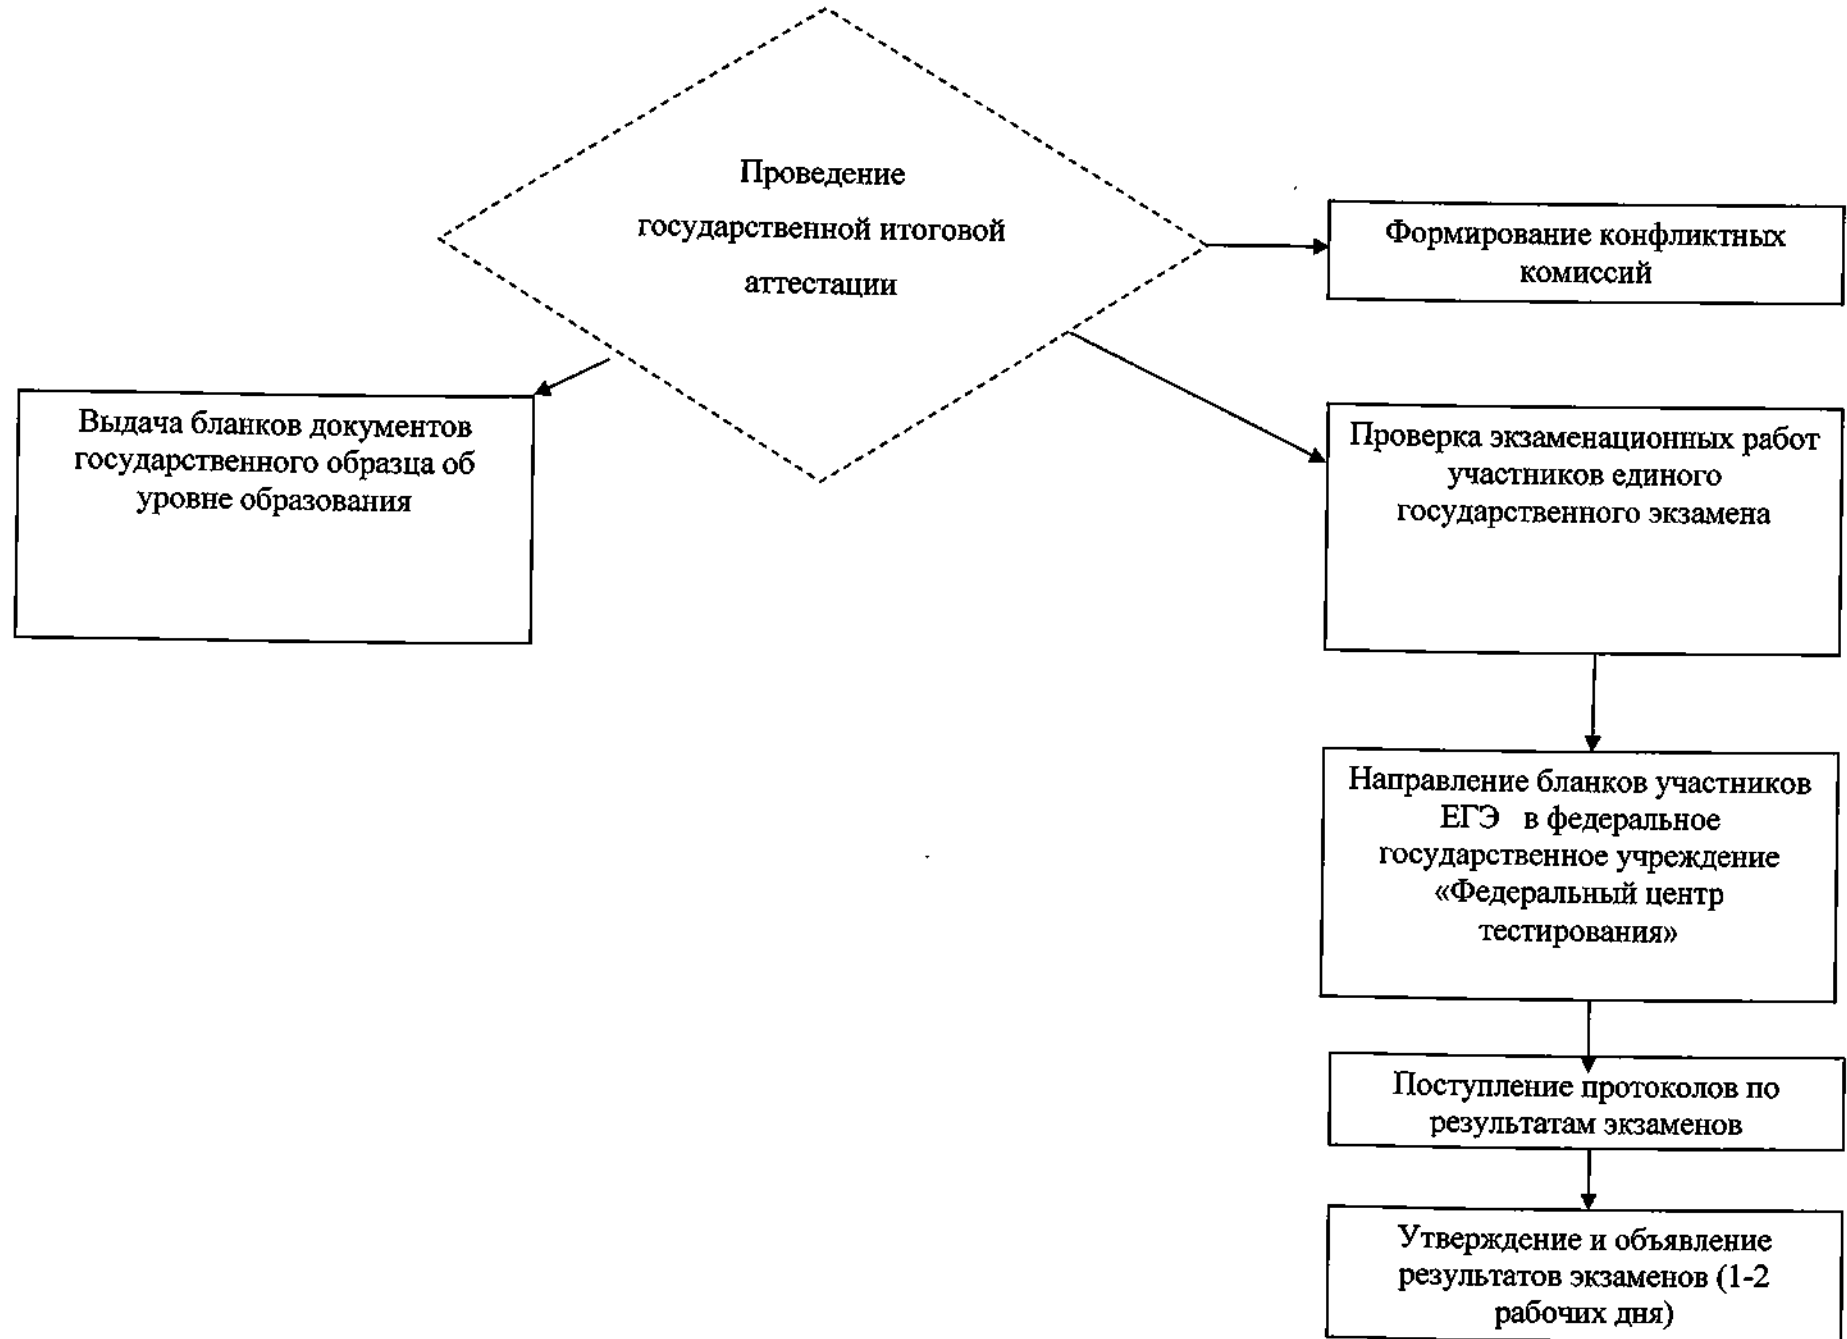 Проведение
государственной итоговой
аттестации
Формирование конфликтных
комиссий
Выдача бланков документов
государственного образца об
уровне образования
Проверка экзаменационных работ
участников единого
государственного экзамена
Направление бланков участников
ЕГЭ в федеральное
государственное учреждение
«Федеральный центр
тестирования»
Поступление протоколов по
результатам экзаменов
Утверждение и объявление
результатов экзаменов (1-2
рабочих дня)